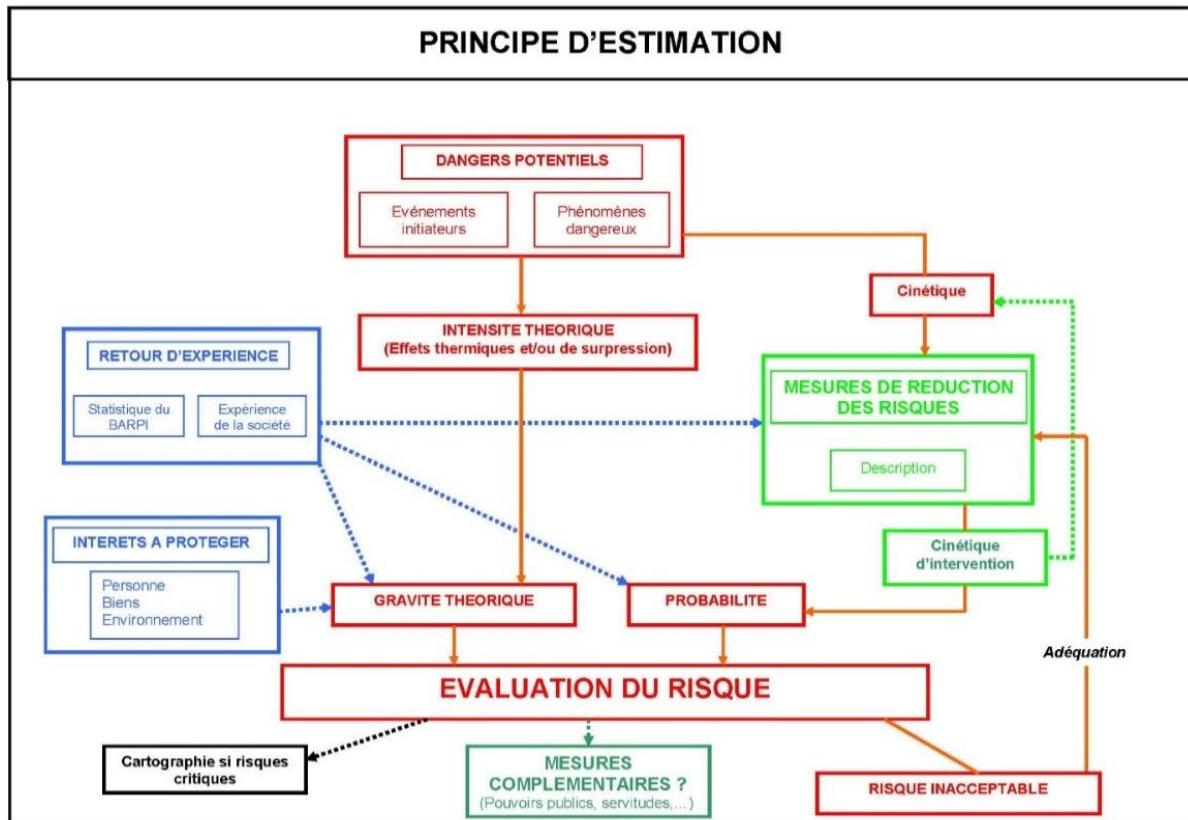 PRINCIPE D'ESTIMATION
DANGERS POTENTIELS
Evénements
initiateurs
Phénomènes
dangereux
Cinétique
INTENSITE THEORIQUE
(Effets thermiques et/ou de surpression)
RETOUR D'EXPERIENCE
Statistique du
BARPI
Expérience
de la société
MESURES DE REDUCTION
DES RISQUES
Description
INTERETS A PROTEGER
Personne
Biens
Environnement
Cinétique
d'intervention
GRAVITE THEORIQUE
PROBABILITE
Adéquation
EVALUATION DU RISQUE
Cartographie si risques
critiques
MESURES
COMPLEMENTAIRES ?
(Pouvoirs publics, servitudes,...)
RISQUE INACCEPTABLE